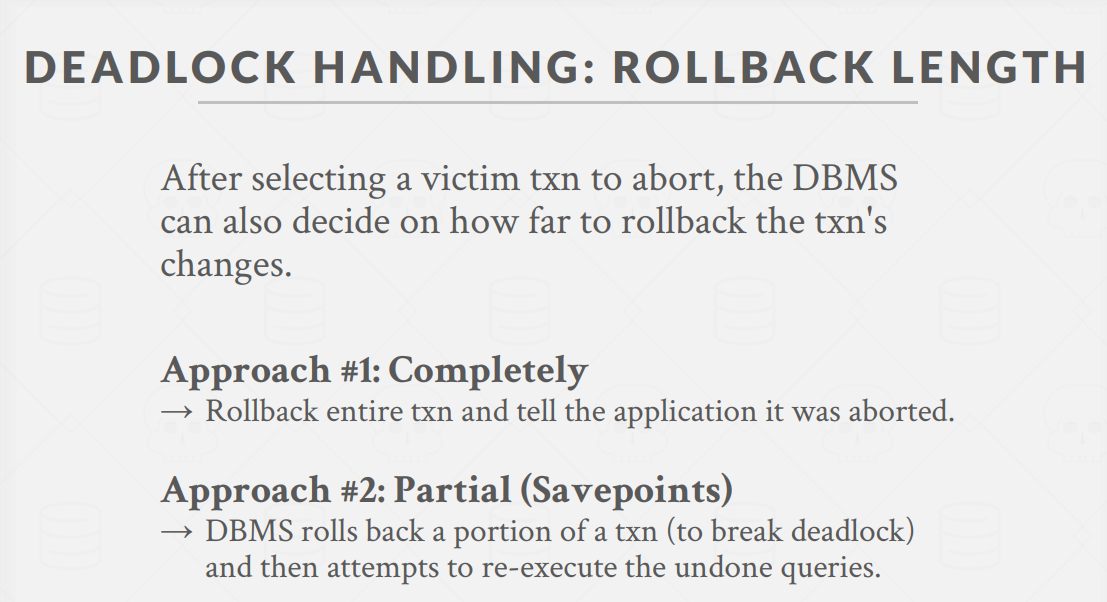 DEADLOCK HANDLING: ROLLBACK LENGTH
After selecting a victim txn to abort, the DBMS
can also decide on how far to rollback the txn's
changes.
Approach #1: Completely
→ Rollback entire txn and tell the application it was aborted.
Approach #2: Partial (Savepoints)
→ DBMS rolls back a portion of a txn (to break deadlock)
and then attempts to re-execute the undone queries.